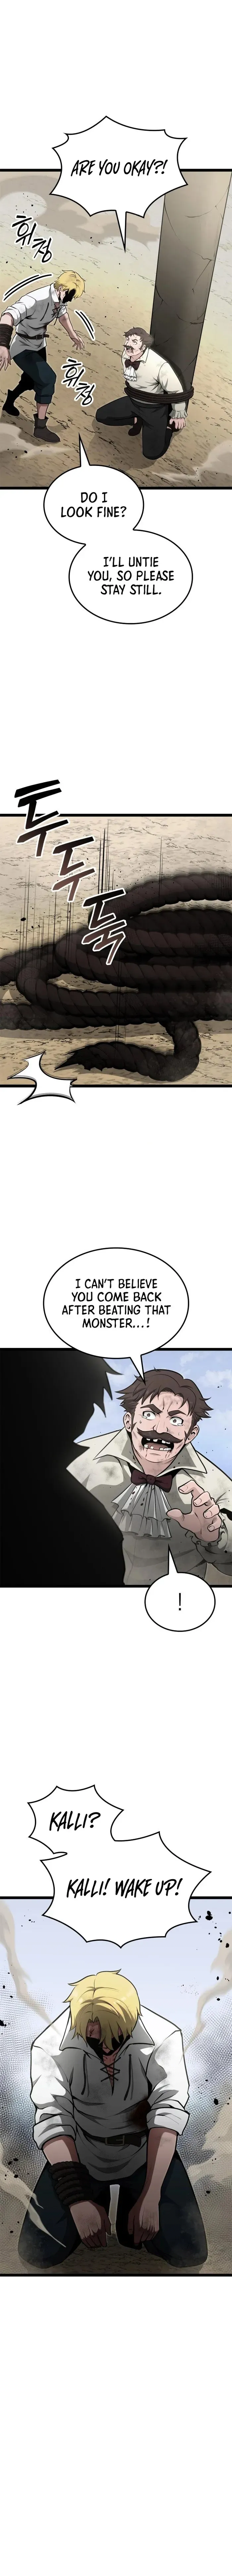 ARE YOU OKAY?!
휘청
휘청
DO I
LOOK FINE?
I'LL UNTIE
YOU, SO PLEASE
STAY STILL.
투
두
둑
I CAN'T BELIEVE
YOU COME BACK
AFTER BEATING THAT
MONSTER...!
!
KALLI?
KALLI! WAKE UP!